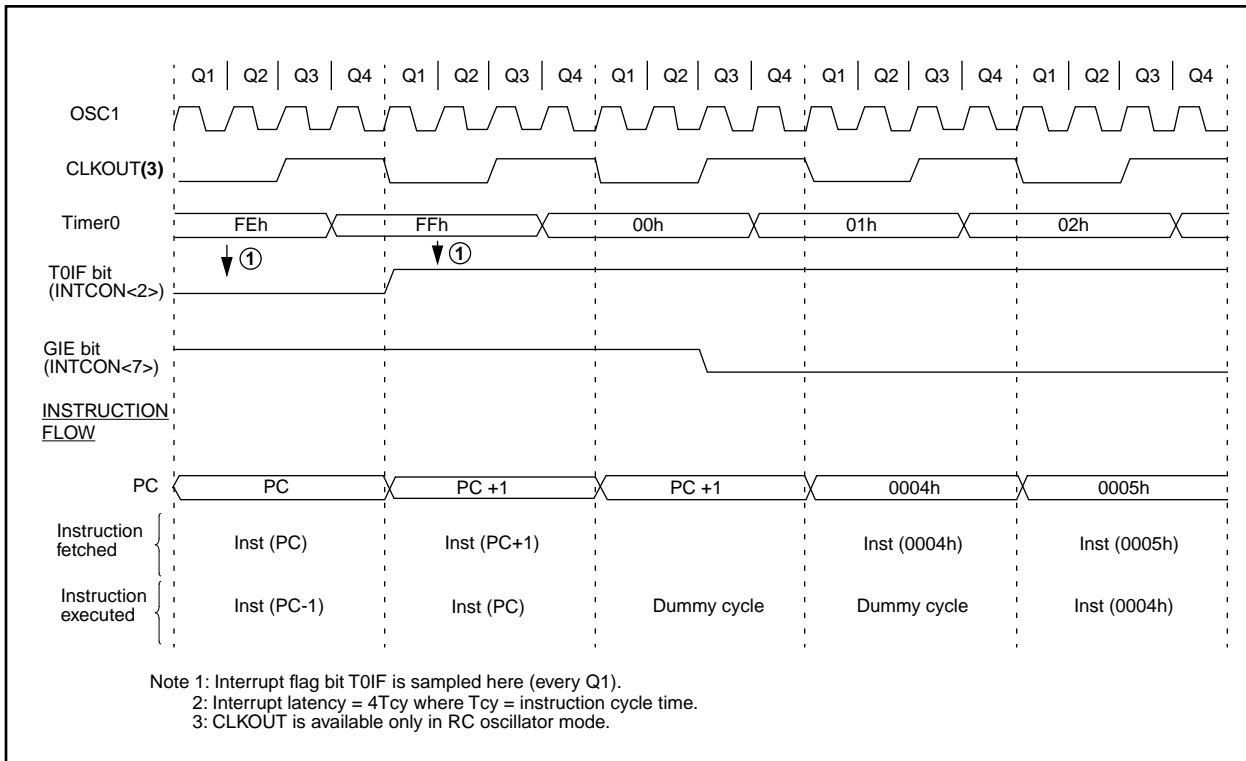 Q1 Q2 Q3 Q4 Q1 Q2 Q3 Q4 Q1 Q2 Q3 Q4 Q1 Q2 Q3 Q4 Q1 Q2 Q3 Q4
OSC1
CLKOUT(3)
Timer0 FEh FFh 00h 01h 02h
① ①
T0IF bit
(INTCON<2>)
GIE bit
(INTCON<7>)
INSTRUCTION
FLOW
PC PC PC +1 PC +1 0004h 0005h
Instruction
fetched
Inst (PC) Inst (PC+1) Inst (0004h) Inst (0005h)
Instruction
executed
Inst (PC-1) Inst (PC) Dummy cycle Dummy cycle Inst (0004h)
Note 1: Interrupt flag bit T0IF is sampled here (every Q1).
2: Interrupt latency = 4Tcy where Tcy = instruction cycle time.
3: CLKOUT is available only in RC oscillator mode.